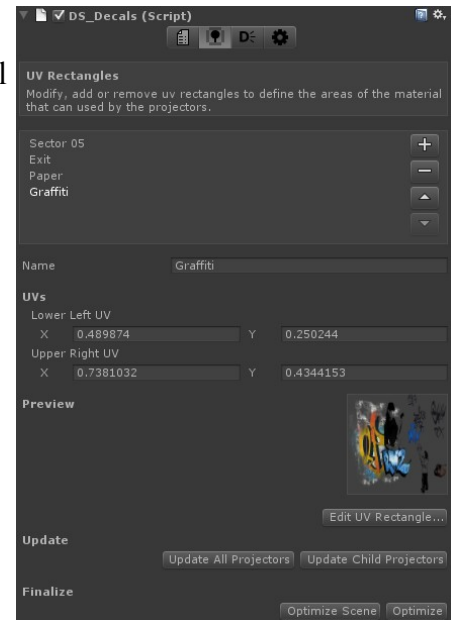 DS_Decals (Script)
D
l
UV Rectangles
Modify, add or remove uv rectangles to define the areas of the material
that can used by the projectors.
Sector 05
Exit
Paper
Graffiti
Name Graffiti
UVs
Lower Left UV
X 0.489874 Y 0.250244
Upper Right UV
X 0.7381032 Y 0.4344153
Preview
Edit UV Rectangle...
Update
Update All Projectors Update Child Projectors
Finalize
Optimize Scene Optimize